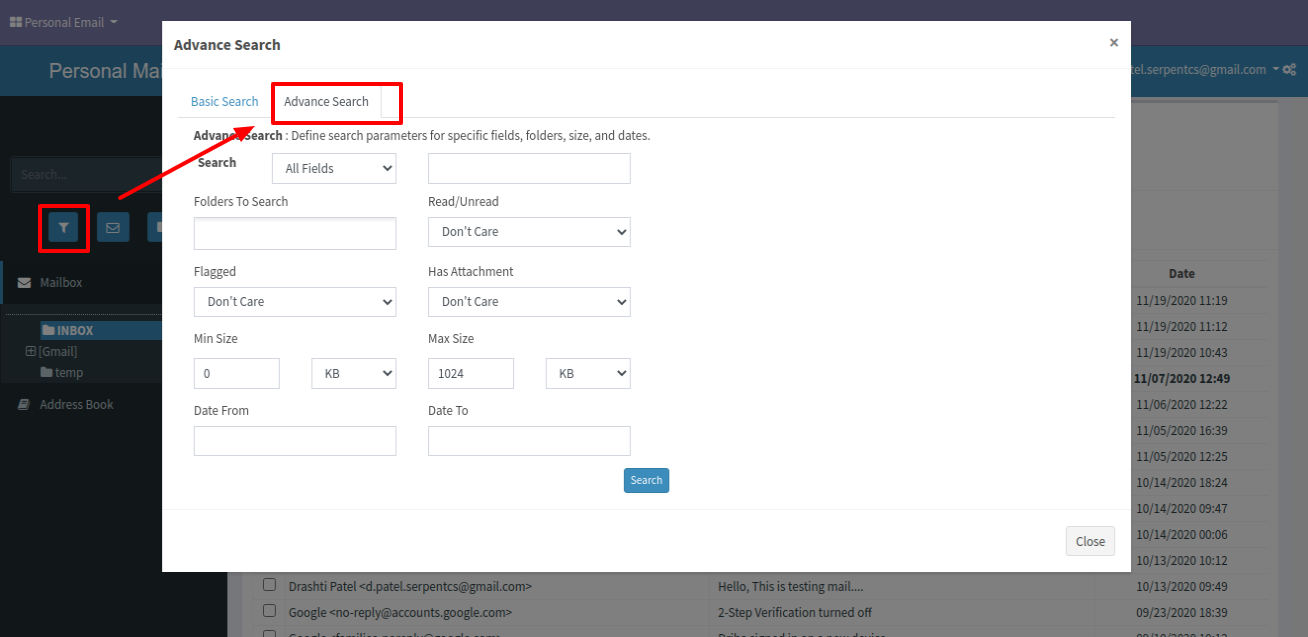 Personal Email
Advance Search
×
Personal Mai
tel.serpentcs@gmail.com
Basic Search
Advance Search
Advance Search : Define search parameters for specific fields, folders, size, and dates.
Search
All Fields
Search...
Folders To Search
Read/Unread
Don't Care
Flagged
Has Attachment
Don't Care
Don't Care
Min Size
Max Size
0
KB
1024
KB
Date From
Date To
Search
Close
Mailbox
INBOX
[Gmail]
temp
Address Book
Date
11/19/2020 11:19
11/19/2020 11:12
11/19/2020 10:43
11/07/2020 12:49
11/06/2020 12:22
11/05/2020 16:39
11/05/2020 12:25
10/14/2020 18:24
10/14/2020 09:47
10/14/2020 00:06
10/13/2020 10:12
Drashti Patel <d.patel.serpentcs@gmail.com>
Hello, This is testing mail....
10/13/2020 09:49
Google <no-reply@accounts.google.com>
2-Step Verification turned off
09/23/2020 18:39